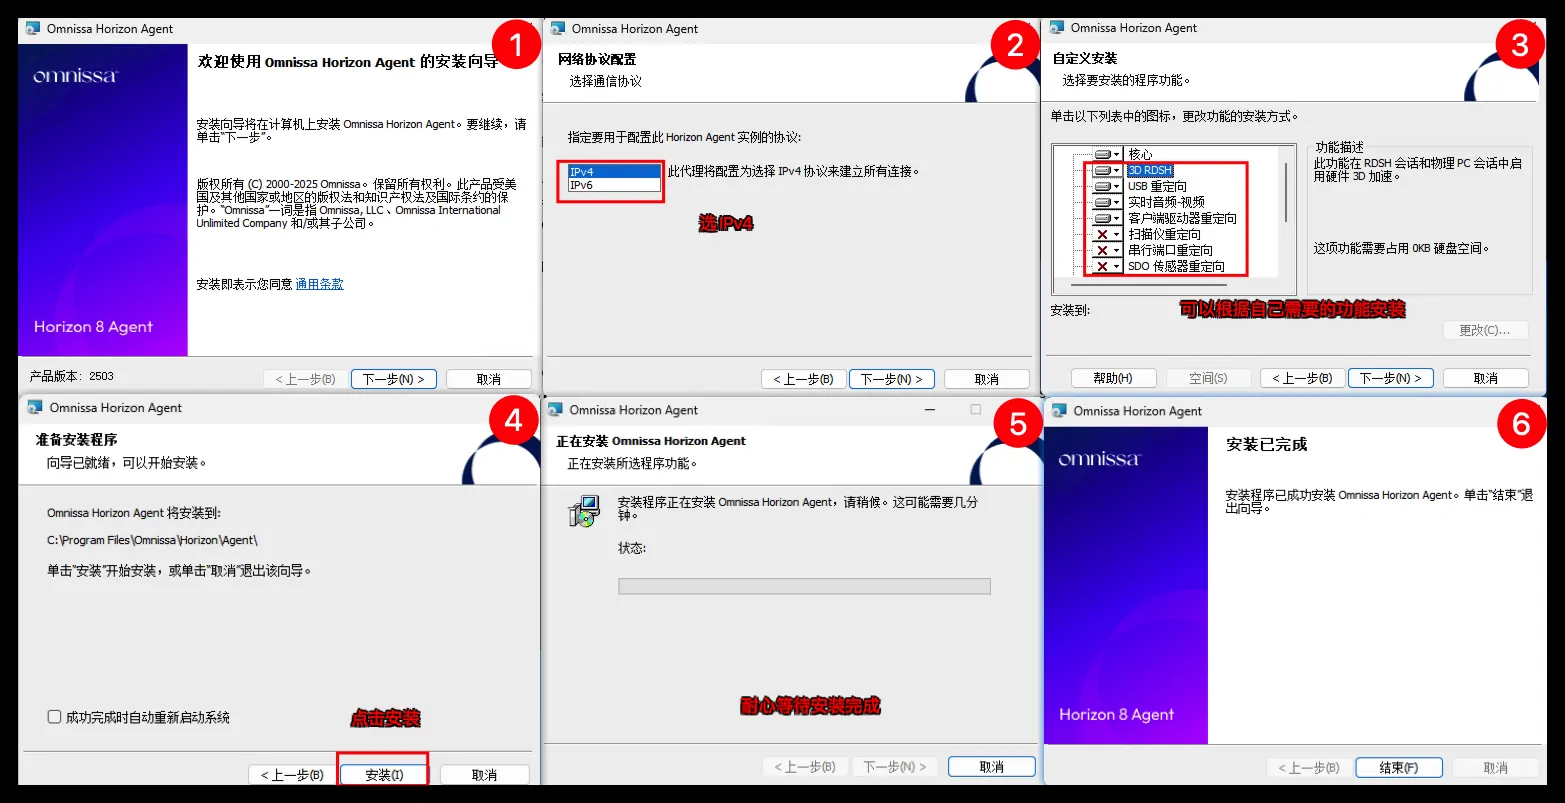 Omnissa Horizon Agent
1
omnissa
欢迎使用 Omnissa Horizon Agent 的安装向导
安装向导将在计算机上安装 Omnissa Horizon Agent。要继续，请
单击“下一步”。
版权所有 (C) 2000-2025 Omnissa。保留所有权利。此产品受美
国及其他国家或地区的版权法和知识产权法及国际条约的保
护。“Omnissa”一词是指 Omnissa, LLC 、Omnissa International
Unlimited Company 和/或其子公司。
安装即表示您同意 通用条款
Horizon 8 Agent
产品版本：2503
< 上一步(B)
下一步(N) >
取消
Omnissa Horizon Agent
2
网络协议配置
选择通信协议
指定要用于配置此 Horizon Agent 实例的协议:
IPv4
IPv6
此代理将配置为选择 IPv4 协议来建立所有连接。
选IPv4
< 上一步(B)
下一步(N) >
取消
Omnissa Horizon Agent
3
自定义安装
选择要安装的程序功能。
单击以下列表中的图标，更改功能的安装方式。
核心
3D RDSH
USB 重定向
实时音频-视频
客户端驱动器重定向
扫描仪重定向
串行端口重定向
SDO 传感器重定向
功能描述
此功能在 RDSH 会话和物理 PC 会话中启
用硬件 3D 加速。
这项功能需要占用 0KB 硬盘空间。
安装到:
可以根据自己需要的功能安装
更改(C)...
帮助(H)
空间(S)
< 上一步(B)
下一步(N) >
取消
Omnissa Horizon Agent
4
准备安装程序
向导已就绪，可以开始安装。
Omnissa Horizon Agent 将安装到:
C:\Program Files\Omnissa\Horizon\Agent\
单击“安装”开始安装，或单击“取消”退出该向导。
成功完成时自动重新启动系统
点击安装
< 上一步(B)
安装(I)
取消
Omnissa Horizon Agent
5
正在安装 Omnissa Horizon Agent
正在安装所选程序功能。
安装程序正在安装 Omnissa Horizon Agent，请稍候。这可能需要几分
钟。
状态:
耐心等待安装完成
< 上一步(B)
下一步(N) >
取消
Omnissa Horizon Agent
6
omnissa
安装已完成
安装程序已成功安装 Omnissa Horizon Agent。单击“结束”退
出向导。
Horizon 8 Agent
< 上一步(B)
结束(F)
取消